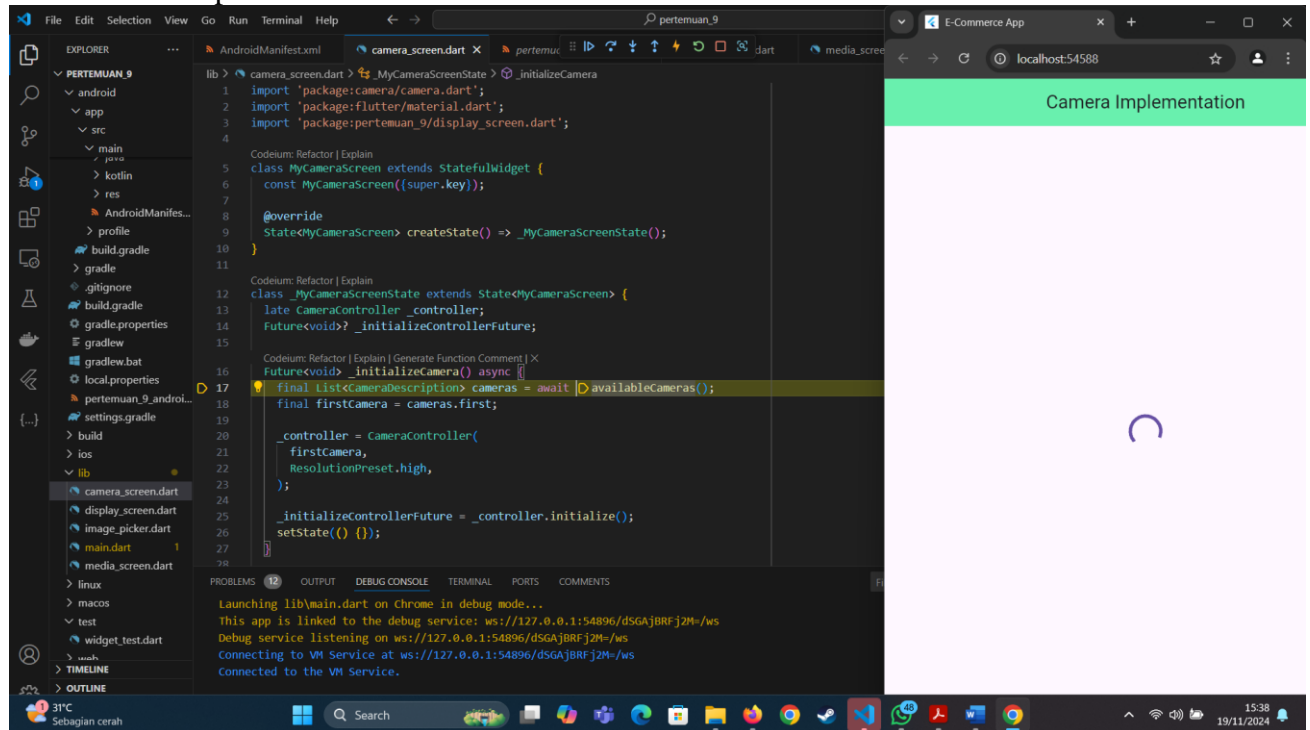 File Edit Selection View Go Run Terminal Help
pertemuan_9
EXPLORER
PERTEMUAN_9
android
app
src
main
java
kotlin
res
AndroidManifes...
profile
build.gradle
gradle
.gitignore
build.gradle
gradle.properties
gradlew
gradlew.bat
local.properties
pertemuan_9_androi...
settings.gradle
build
ios
lib
camera_screen.dart
display_screen.dart
image_picker.dart
main.dart 1
media_screen.dart
linux
macos
test
widget_test.dart
web
TIMELINE
OUTLINE
AndroidManifest.xml camera_screen.dart pertemua dart media_scree
lib > camera_screen.dart > _MyCameraScreenState > _initializeCamera
1 import 'package:camera/camera.dart';
2 import 'package:flutter/material.dart';
3 import 'package:pertemuan_9/display_screen.dart';
4
Codeium: Refactor | Explain
5 class MyCameraScreen extends StatefulWidget {
6 const MyCameraScreen({super.key});
7
8 @override
9 State<MyCameraScreen> createState() => _MyCameraScreenState();
10 }
11
Codeium: Refactor | Explain
12 class _MyCameraScreenState extends State<MyCameraScreen> {
13 late CameraController _controller;
14 Future<void>? _initializeControllerFuture;
15
Codeium: Refactor | Explain | Generate Function Comment | X
16 Future<void> _initializeCamera() async {
17 final List<CameraDescription> cameras = await availableCameras();
18 final firstCamera = cameras.first;
19
20 _controller = CameraController(
21 firstCamera,
22 ResolutionPreset.high,
23 );
24
25 _initializeControllerFuture = _controller.initialize();
26 setState(() {});
27 }
28
PROBLEMS 12 OUTPUT DEBUG CONSOLE TERMINAL PORTS COMMENTS Fi
Launching lib\main.dart on Chrome in debug mode...
This app is linked to the debug service: ws://127.0.0.1:54896/dSGAjBRFj2M=/ws
Debug service listening on ws://127.0.0.1:54896/dSGAjBRFj2M=/ws
Connecting to VM Service at ws://127.0.0.1:54896/dSGAjBRFj2M=/ws
Connected to the VM Service.
E-Commerce App
localhost:54588
Camera Implementation
1
31°C
Sebagian cerah
Search
48
15:38
19/11/2024